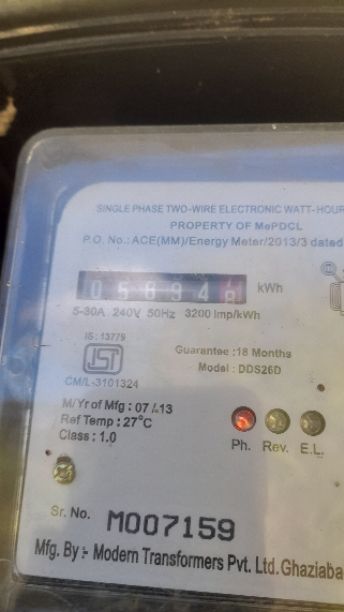 SINGLE PHASE TWO-WIRE ELECTRONIC WATT-HOUR
PROPERTY OF MePDCL
P.O. No.: ACE(MM)/Energy Meter/2013/3 dated
kWh
5-30A 240V 50Hz 3200 Imp/kWh
IS : 13779
Guarantee :18 Months
Model : DDS26D
CM/L-3101324
M/Yr of Mfg : 07/13
Ref Temp : 27°C
Class : 1.0
Ph. Rev. E.L.
Sr. No. M007159
Mfg. By :- Modern Transformers Pvt. Ltd. Ghaziaba